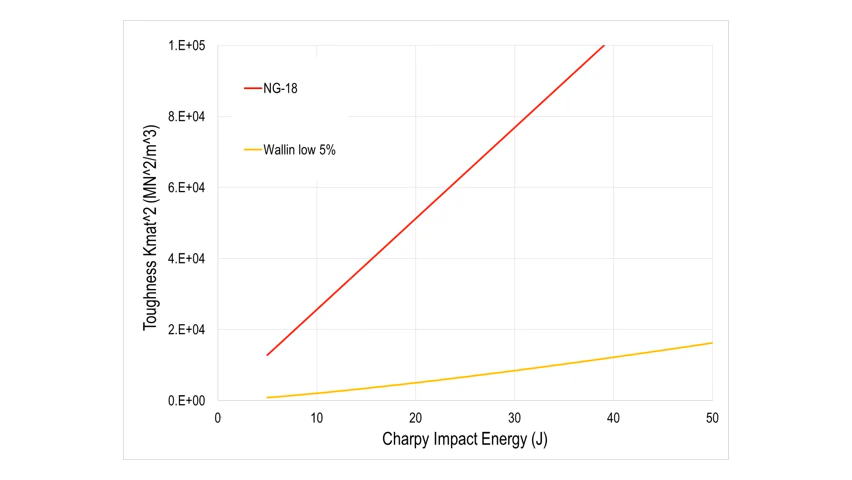 1.E+05
8.E+04
6.E+04
4.E+04
2.E+04
0.E+00
Toughness Kmat^2 (MN^2/m^3)
NG-18
Wallin low 5%
0 10 20 30 40 50
Charpy Impact Energy (J)